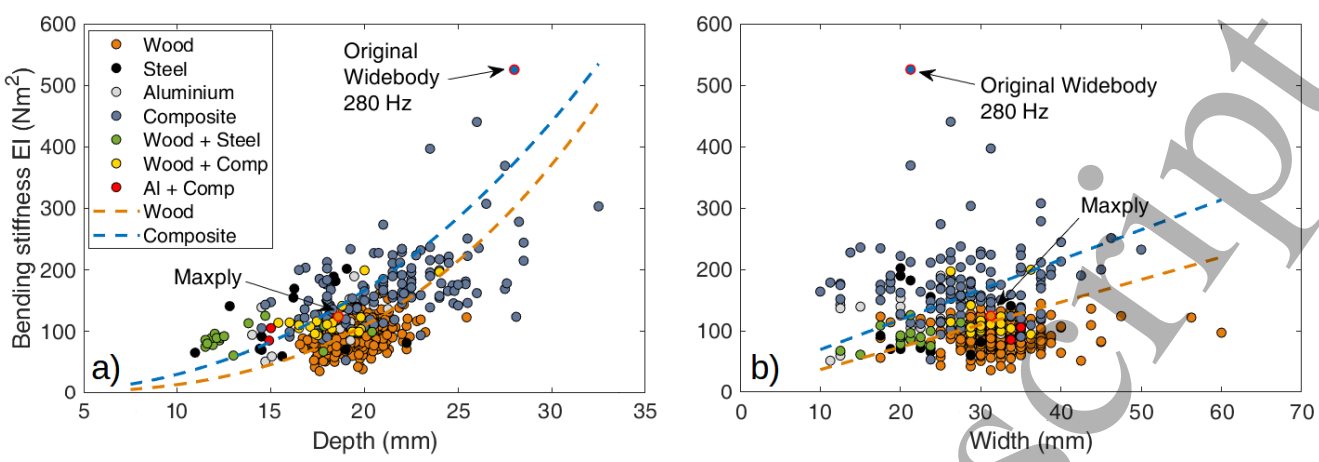 600
500
400
300
200
100
0
Bending stiffness EI (Nm²)
Wood
Steel
Aluminium
Composite
Wood + Steel
Wood + Comp
Al + Comp
Wood
Composite
Original
Widebody
280 Hz
Maxply
a)
5 10 15 20 25 30 35
Depth (mm)
600
500
400
300
200
100
0
Original Widebody
280 Hz
Maxply
b)
0 10 20 30 40 50 60 70
Width (mm)
script